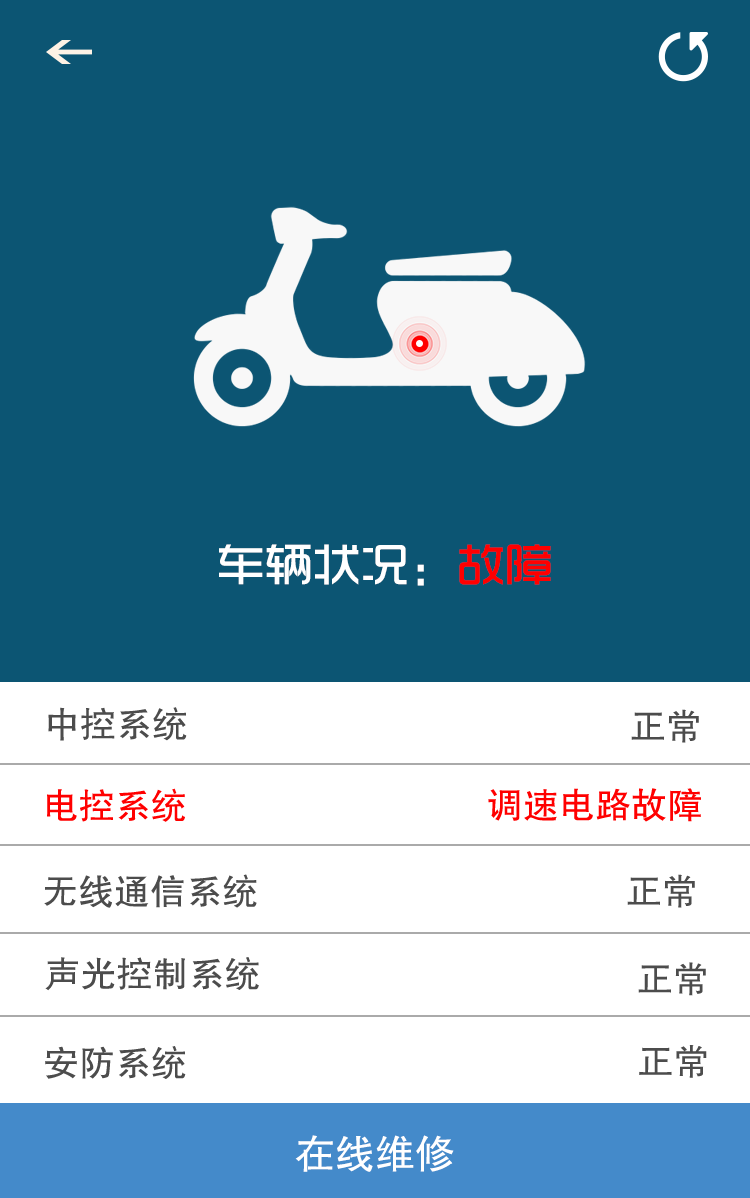 车辆状况：故障
中控系统 正常
电控系统 调速电路故障
无线通信系统 正常
声光控制系统 正常
安防系统 正常
在线维修